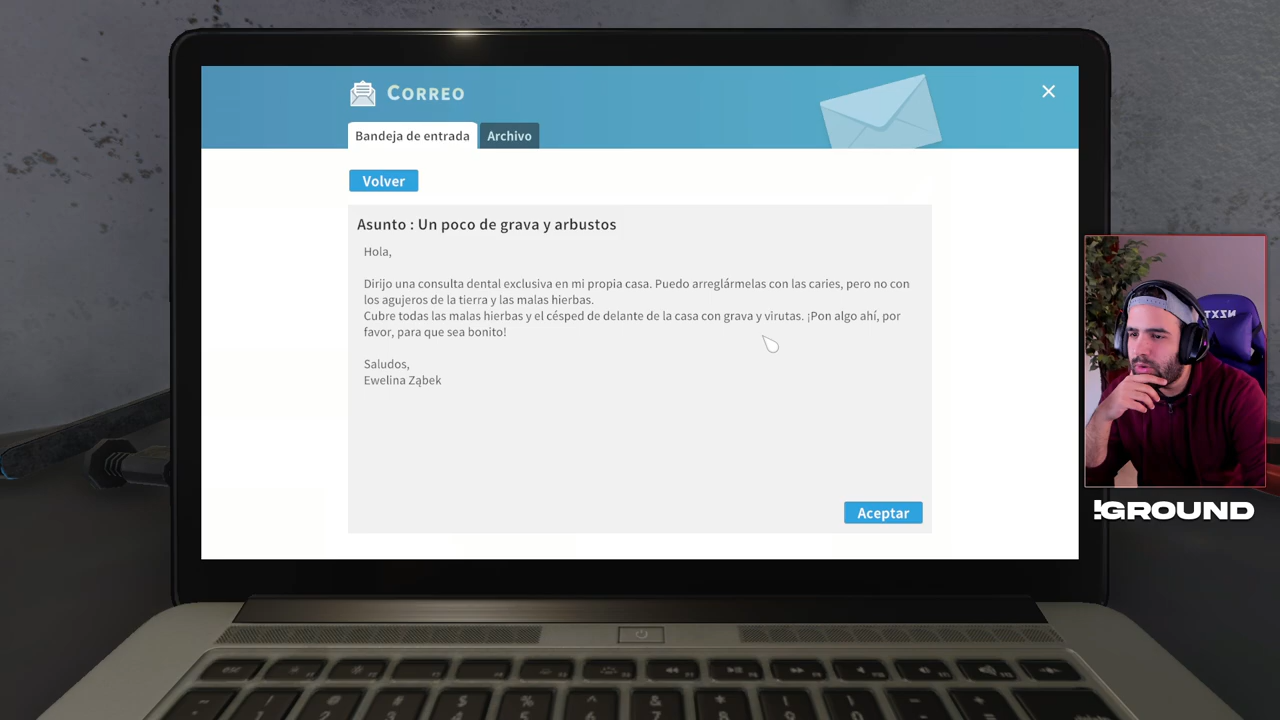 CORREO
Bandeja de entrada
Archivo
Volver
Asunto : Un poco de grava y arbustos
Hola,
Dirijo una consulta dental exclusiva en mi propia casa. Puedo arreglármelas con las caries, pero no con
los agujeros de la tierra y las malas hierbas.
Cubre todas las malas hierbas y el césped de delante de la casa con grava y virutas. ¡Pon algo ahí, por
favor, para que sea bonito!
Saludos,
Ewelina Ząbek
Aceptar
NZXT
!GROUND